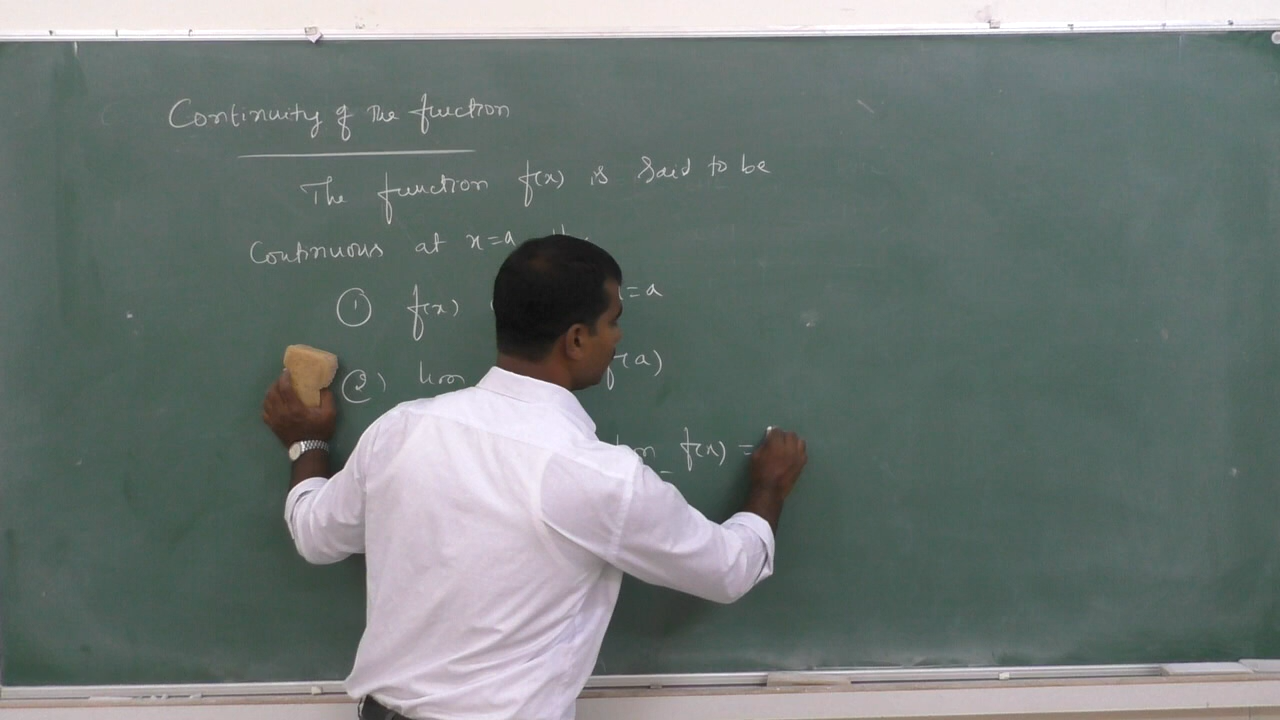 Continuity of the function
The function f(x) is said to be
Continuous at x=a
① f(x) =a
② lim f(a)
lim f(x) =